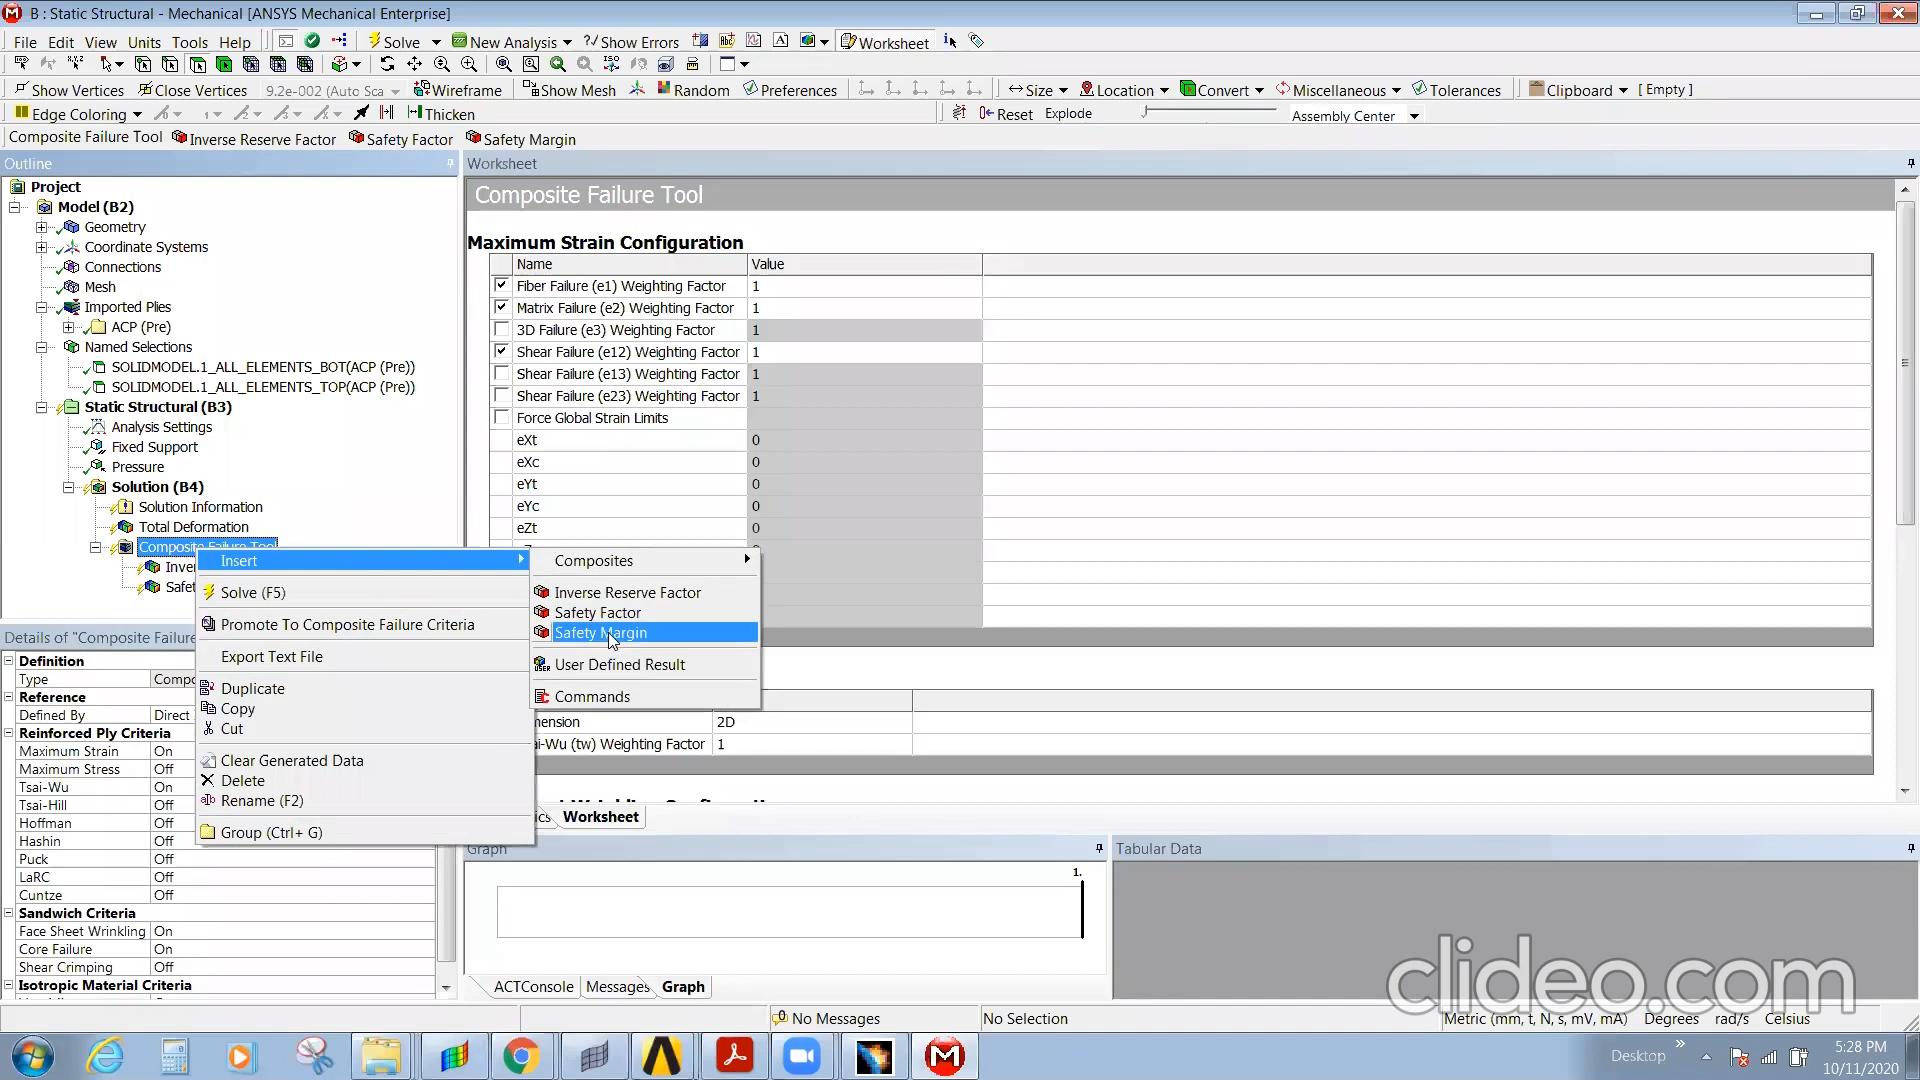 B : Static Structural - Mechanical [ANSYS Mechanical Enterprise]
File Edit View Units Tools Help Solve New Analysis ?/Show Errors Worksheet
Show Vertices Close Vertices 9.2e-002 (Auto Sca Wireframe Show Mesh Random Preferences Size Location Convert Miscellaneous Tolerances Clipboard [ Empty ]
Edge Coloring Thicken Reset Explode Assembly Center
Composite Failure Tool Inverse Reserve Factor Safety Factor Safety Margin
Outline
Project
Model (B2)
Geometry
Coordinate Systems
Connections
Mesh
Imported Plies
ACP (Pre)
Named Selections
SOLIDMODEL.1_ALL_ELEMENTS_BOT(ACP (Pre))
SOLIDMODEL.1_ALL_ELEMENTS_TOP(ACP (Pre))
Static Structural (B3)
Analysis Settings
Fixed Support
Pressure
Solution (B4)
Solution Information
Total Deformation
Composite Failure Tool
Inver
Safet
Worksheet
Composite Failure Tool
Maximum Strain Configuration
Name Value
Fiber Failure (e1) Weighting Factor 1
Matrix Failure (e2) Weighting Factor 1
3D Failure (e3) Weighting Factor 1
Shear Failure (e12) Weighting Factor 1
Shear Failure (e13) Weighting Factor 1
Shear Failure (e23) Weighting Factor 1
Force Global Strain Limits
eXt 0
eXc 0
eYt 0
eYc 0
eZt 0
Insert
Solve (F5)
Promote To Composite Failure Criteria
Export Text File
Duplicate
Copy
Cut
Clear Generated Data
Delete
Rename (F2)
Group (Ctrl+ G)
Composites
Inverse Reserve Factor
Safety Factor
Safety Margin
User Defined Result
Commands
mension 2D
ai-Wu (tw) Weighting Factor 1
ics Worksheet
Details of "Composite Failure
Definition
Type Compo
Reference
Defined By Direct
Reinforced Ply Criteria
Maximum Strain On
Maximum Stress Off
Tsai-Wu On
Tsai-Hill Off
Hoffman Off
Hashin Off
Puck Off
LaRC Off
Cuntze Off
Sandwich Criteria
Face Sheet Wrinkling On
Core Failure On
Shear Crimping Off
Isotropic Material Criteria
Graph
1.
ACTConsole Messages Graph
Tabular Data
clideo.com
0 No Messages No Selection Metric (mm, t, N, s, mV, mA) Degrees rad/s Celsius
Desktop
5:28 PM
10/11/2020